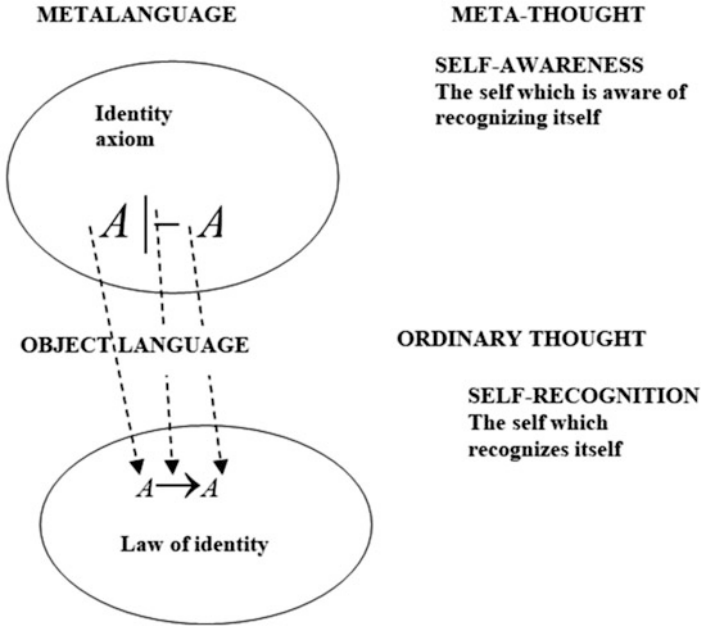 METALANGUAGE
META-THOUGHT
SELF-AWARENESS
The self which is aware of
recognizing itself
Identity
axiom
A |– A
OBJECT LANGUAGE
ORDINARY THOUGHT
SELF-RECOGNITION
The self which
recognizes itself
A→A
Law of identity